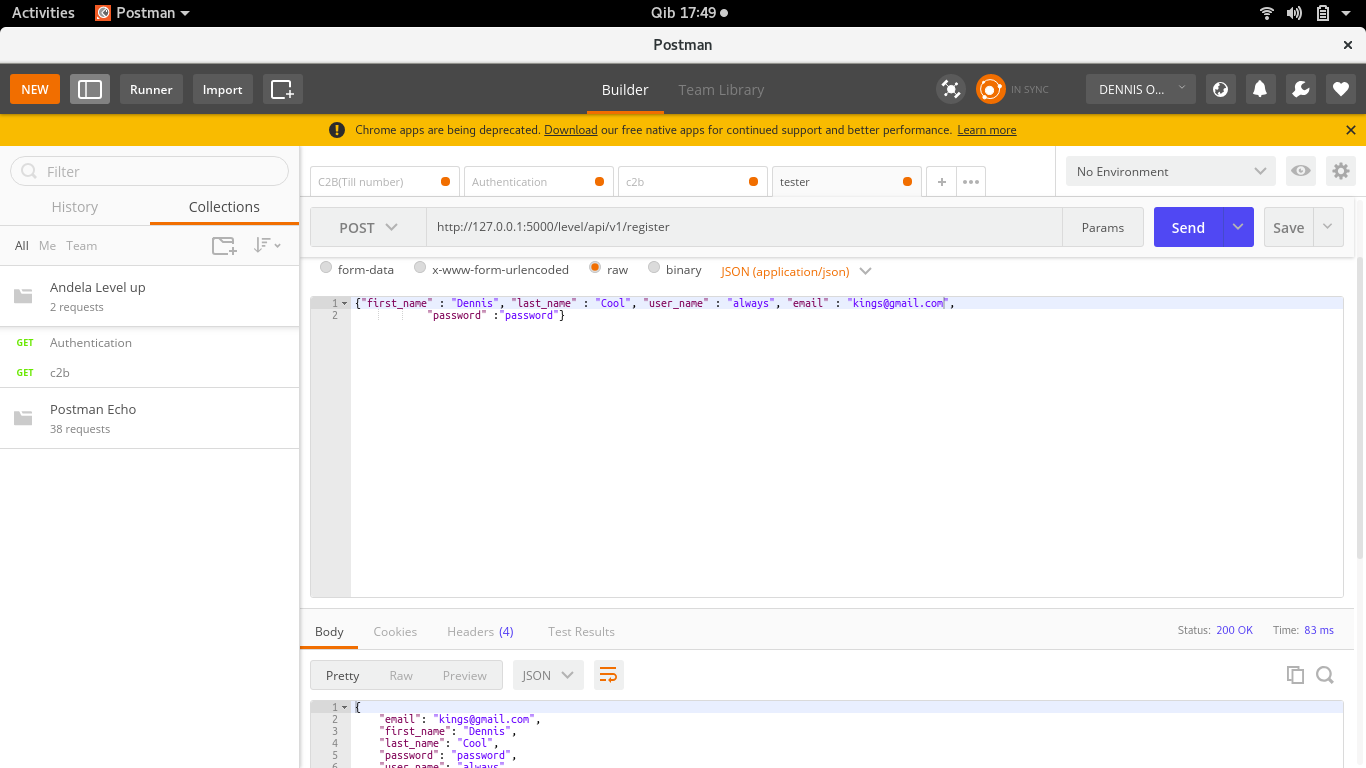 Activities Postman Qib 17:49
Postman
NEW Runner Import Builder Team Library IN SYNC DENNIS O...
Chrome apps are being deprecated. Download our free native apps for continued support and better performance. Learn more
Filter
History Collections
All Me Team
Andela Level up
2 requests
GET Authentication
GET c2b
Postman Echo
38 requests
C2B(Till number) Authentication c2b tester
No Environment
POST http://127.0.0.1:5000/level/api/v1/register Params Send Save
form-data x-www-form-urlencoded raw binary JSON (application/json)
1 {"first_name" : "Dennis", "last_name" : "Cool", "user_name" : "always", "email" : "kings@gmail.com",
2 "password" :"password"}
Body Cookies Headers (4) Test Results Status: 200 OK Time: 83 ms
Pretty Raw Preview JSON
1 {
2 "email": "kings@gmail.com",
3 "first_name": "Dennis",
4 "last_name": "Cool",
5 "password": "password",
6 "user_name": "always"